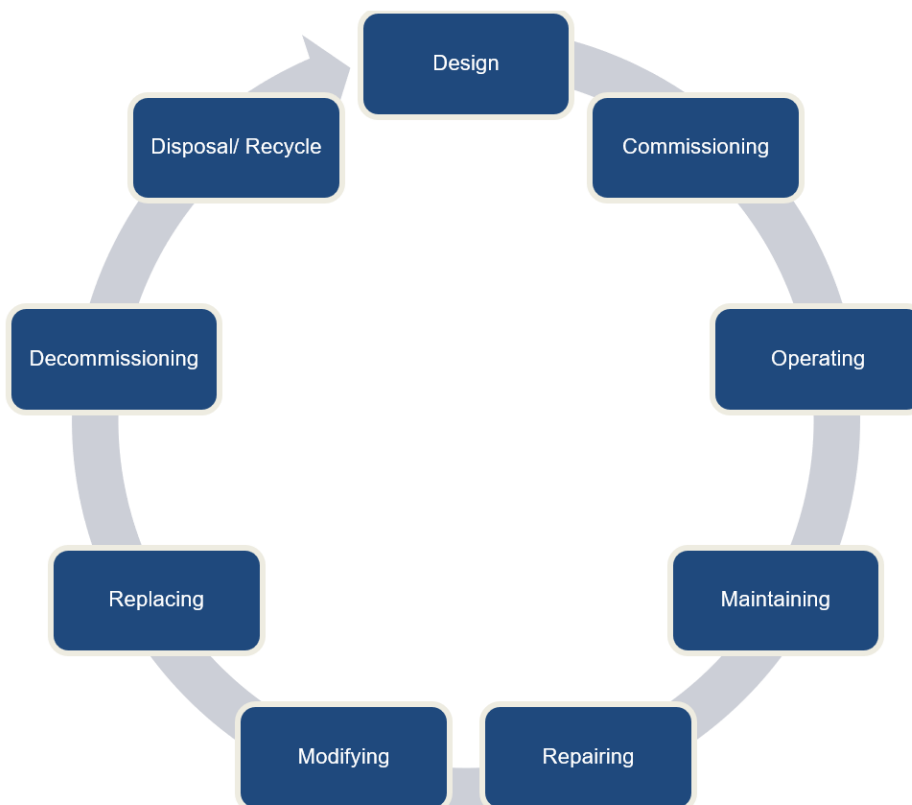 Design
Commissioning
Operating
Maintaining
Repairing
Modifying
Replacing
Decommissioning
Disposal/ Recycle